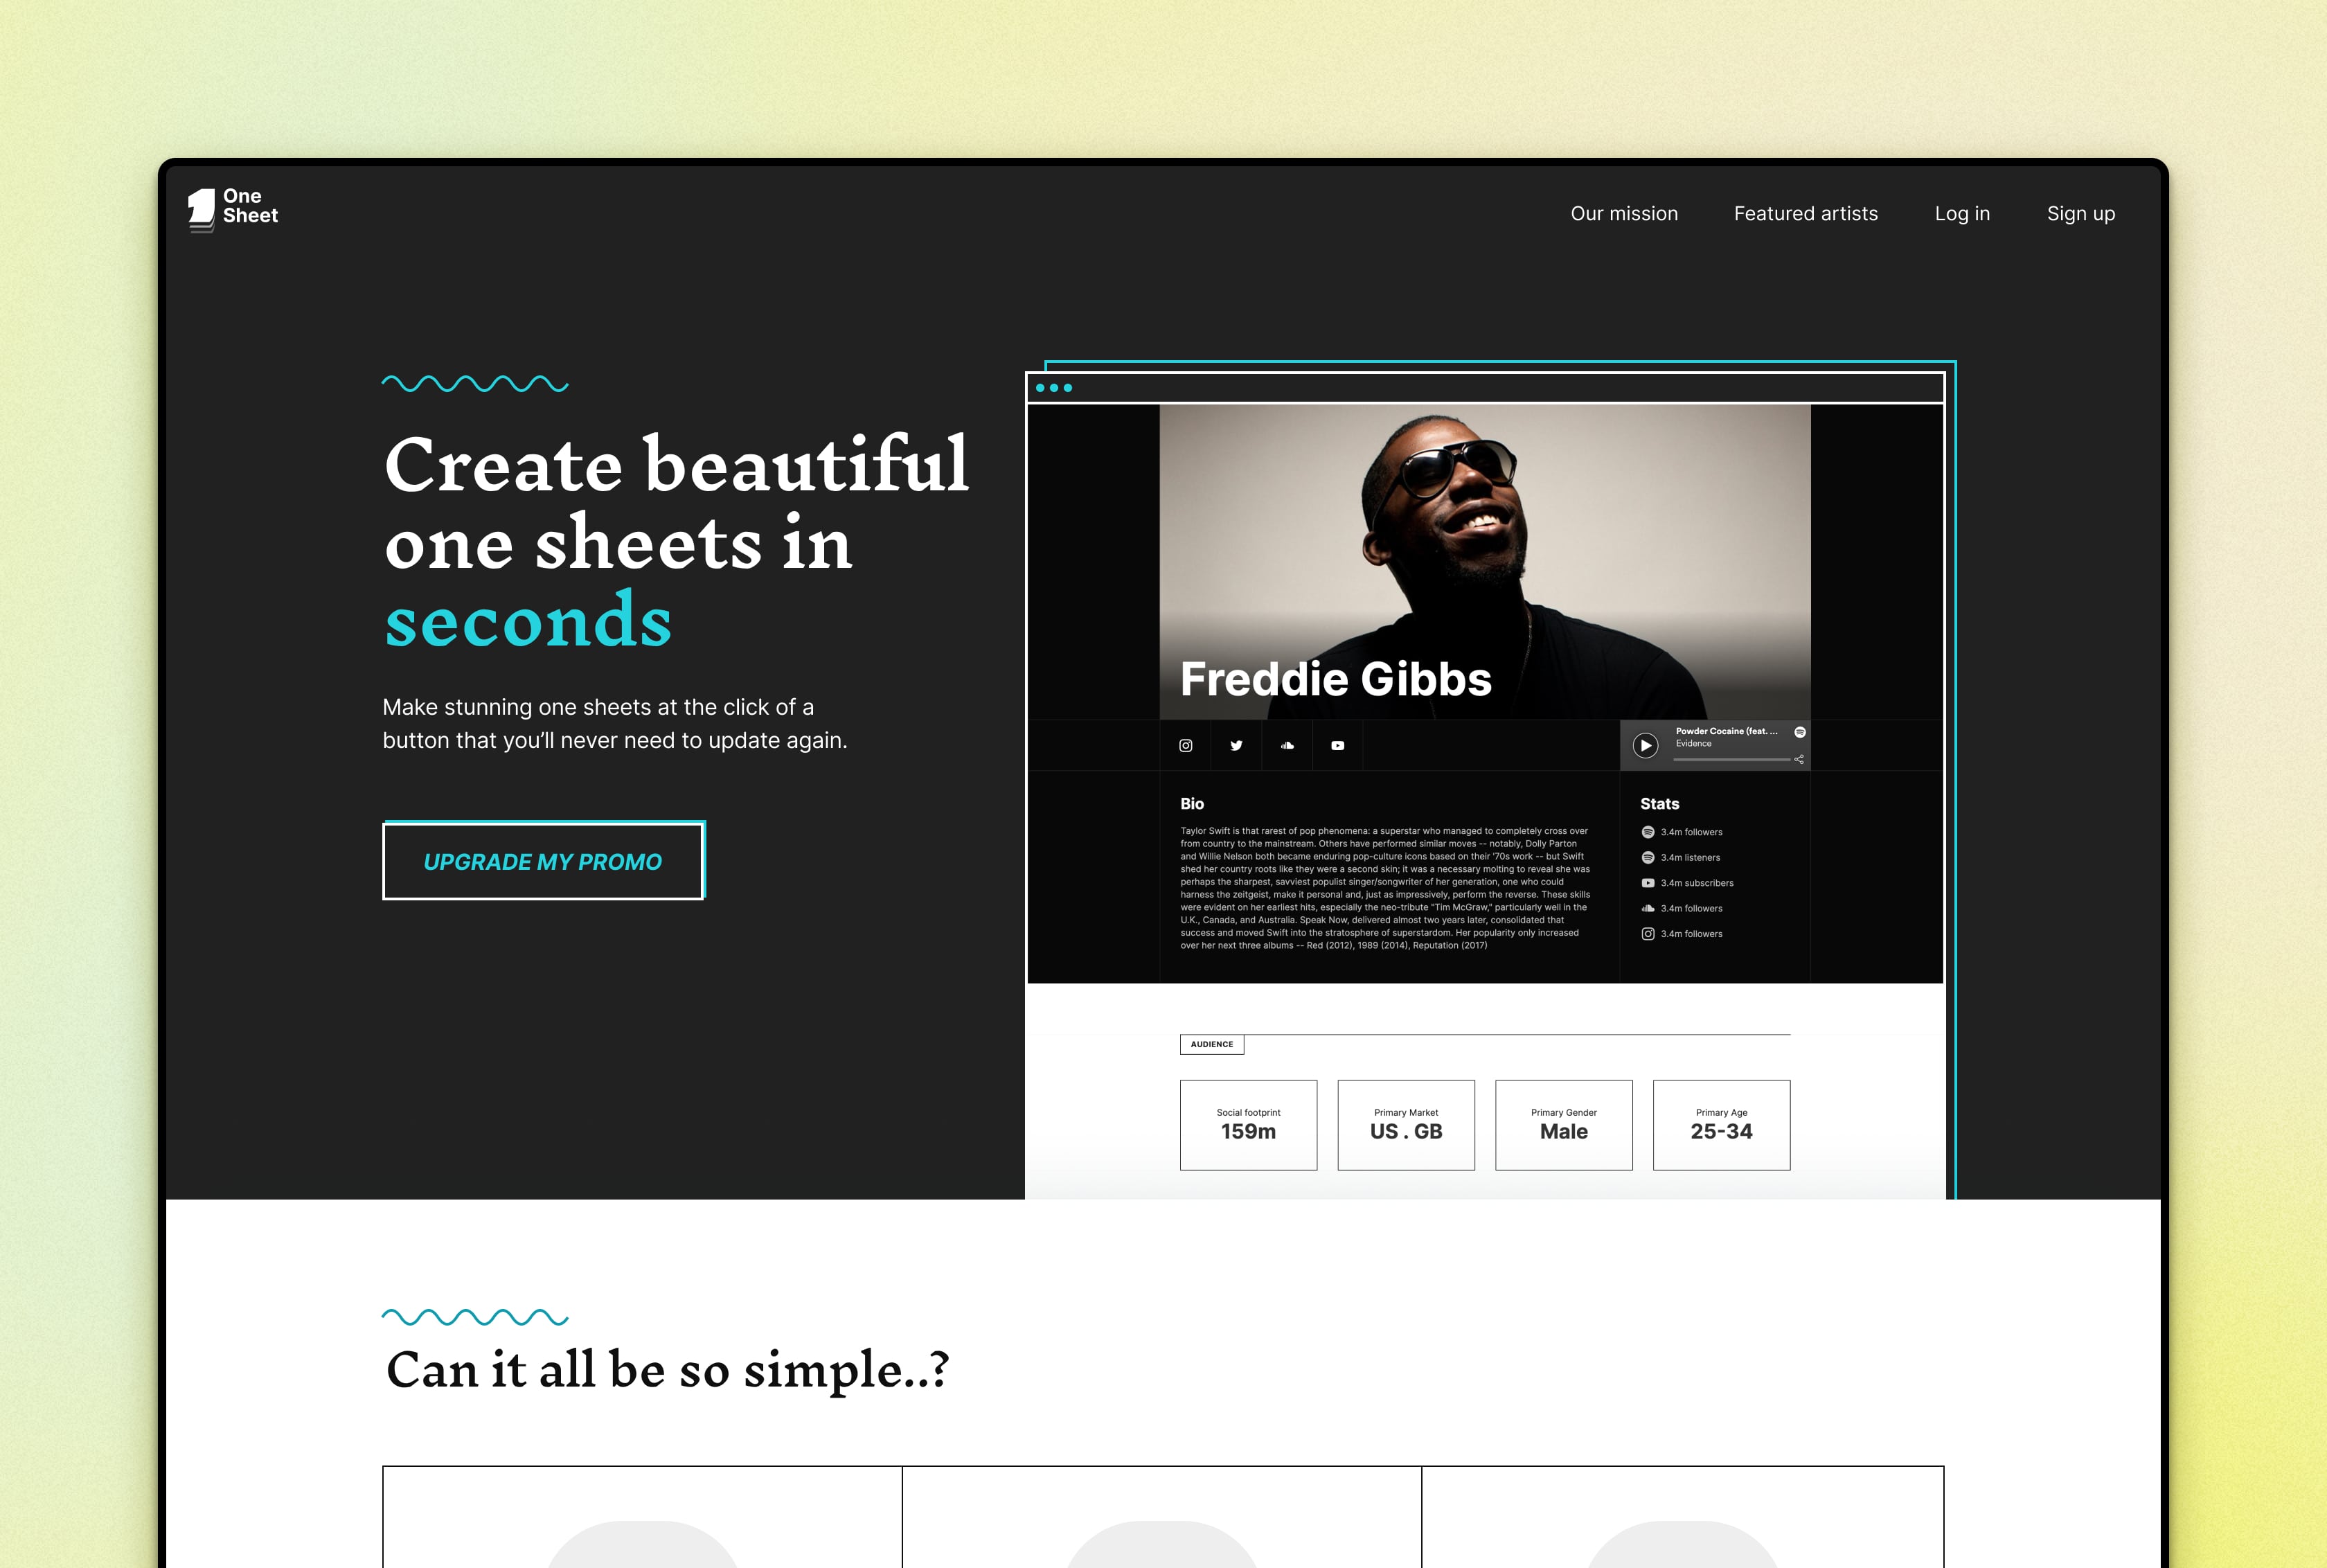 One
Sheet
Our mission
Featured artists
Log in
Sign up
Create beautiful
one sheets in
seconds
Make stunning one sheets at the click of a
button that you’ll never need to update again.
UPGRADE MY PROMO
Freddie Gibbs
Powder Cocaine (feat. ...
Evidence
Bio
Taylor Swift is that rarest of pop phenomena: a superstar who managed to completely cross over
from country to the mainstream. Others have performed similar moves -- notably, Dolly Parton
and Willie Nelson both became enduring pop-culture icons based on their '70s work -- but Swift
shed her country roots like they were a second skin; it was a necessary molting to reveal she was
perhaps the sharpest, savviest populist singer/songwriter of her generation, one who could
harness the zeitgeist, make it personal and, just as impressively, perform the reverse. These skills
were evident on her earliest hits, especially the neo-tribute "Tim McGraw," particularly well in the
U.K., Canada, and Australia. Speak Now, delivered almost two years later, consolidated that
success and moved Swift into the stratosphere of superstardom. Her popularity only increased
over her next three albums -- Red (2012), 1989 (2014), Reputation (2017)
Stats
3.4m followers
3.4m listeners
3.4m subscribers
3.4m followers
3.4m followers
AUDIENCE
Social footprint
159m
Primary Market
US . GB
Primary Gender
Male
Primary Age
25-34
Can it all be so simple..?